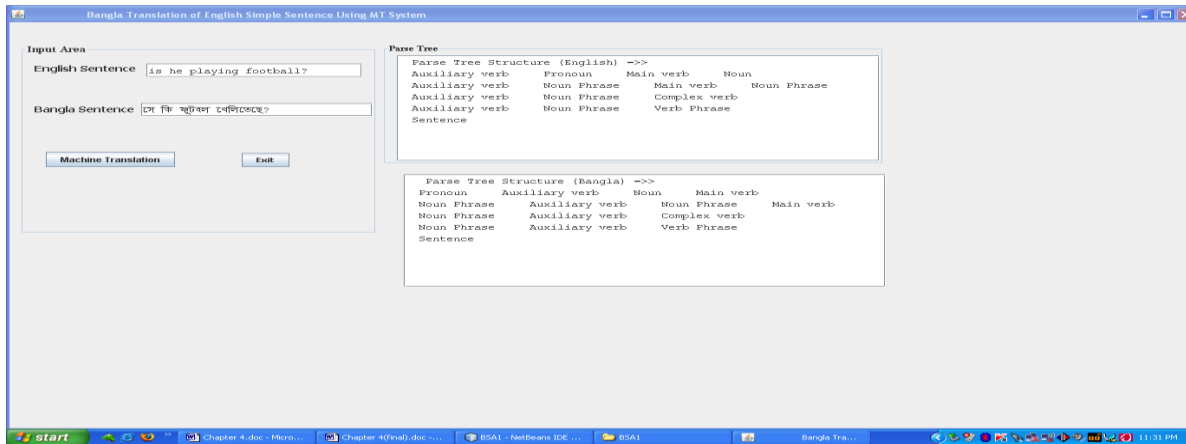 Bangla Translation of English Simple Sentence Using MT System
Input Area
English Sentence is he playing football?
Bangla Sentence সে কি ফুটবল খেলিতেছে?
Machine Translation Exit
Parse Tree
Parse Tree Structure (English) =>>
Auxiliary verb Pronoun Main verb Noun
Auxiliary verb Noun Phrase Main verb Noun Phrase
Auxiliary verb Noun Phrase Complex verb
Auxiliary verb Noun Phrase Verb Phrase
Sentence
Parse Tree Structure (Bangla) =>>
Pronoun Auxiliary verb Noun Main verb
Noun Phrase Auxiliary verb Noun Phrase Main verb
Noun Phrase Auxiliary verb Complex verb
Noun Phrase Auxiliary verb Verb Phrase
Sentence
start Chapter 4.doc - Micro... Chapter 4(Final).doc -... BSA1 - NetBeans IDE ... BSA1 Bangla Tra... 11:31 PM